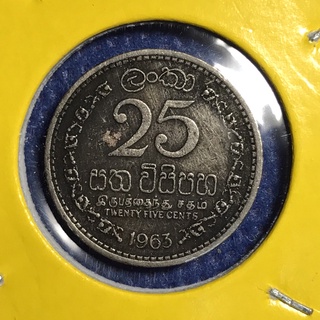 ලංකා
25
සත විසිපහ
இருபத்தைந்து சதம்
TWENTY FIVE CENTS
1963